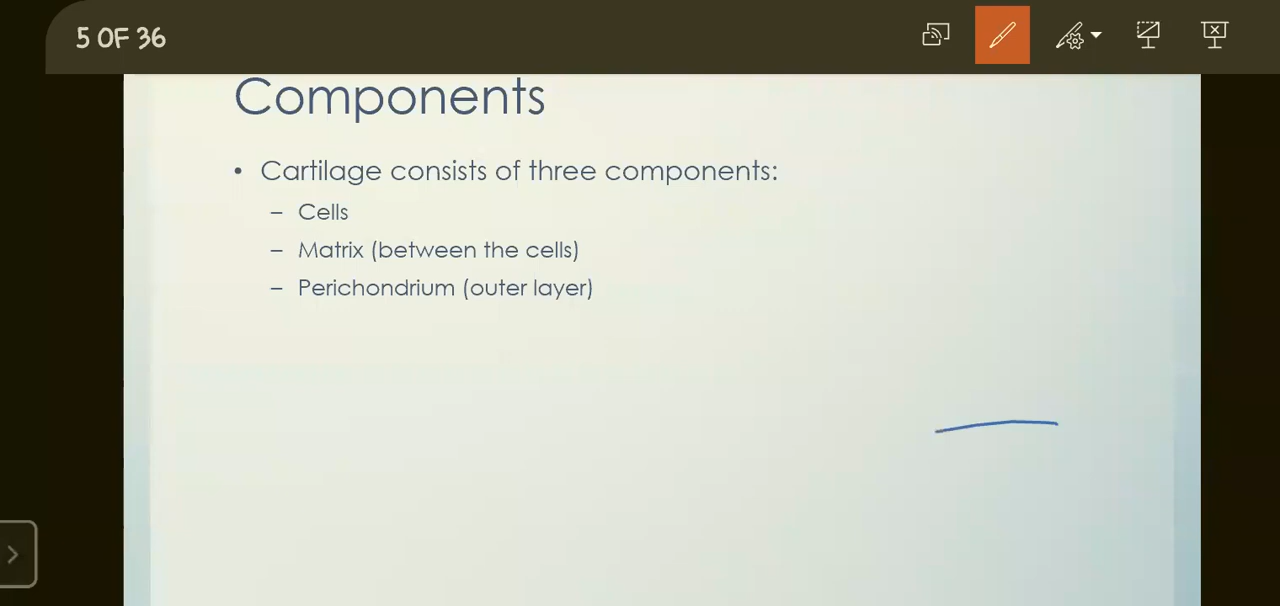 5 OF 36
Components
• Cartilage consists of three components:
– Cells
– Matrix (between the cells)
– Perichondrium (outer layer)